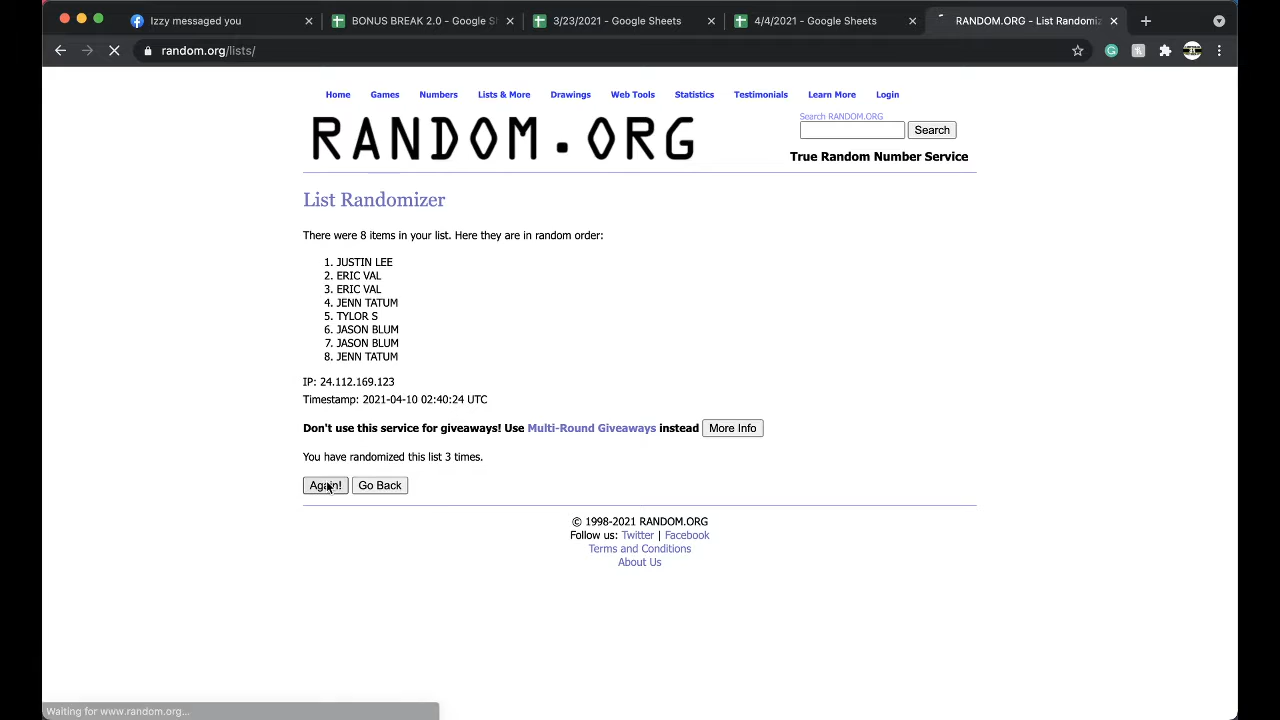 Izzy messaged you
BONUS BREAK 2.0 - Google S
3/23/2021 - Google Sheets
4/4/2021 - Google Sheets
RANDOM.ORG - List Randomiz
random.org/lists/
Home Games Numbers Lists & More Drawings Web Tools Statistics Testimonials Learn More Login
RANDOM.ORG
Search RANDOM.ORG
Search
True Random Number Service
List Randomizer
There were 8 items in your list. Here they are in random order:
1. JUSTIN LEE
2. ERIC VAL
3. ERIC VAL
4. JENN TATUM
5. TYLOR S
6. JASON BLUM
7. JASON BLUM
8. JENN TATUM
IP: 24.112.169.123
Timestamp: 2021-04-10 02:40:24 UTC
Don't use this service for giveaways! Use Multi-Round Giveaways instead More Info
You have randomized this list 3 times.
Again! Go Back
© 1998-2021 RANDOM.ORG
Follow us: Twitter | Facebook
Terms and Conditions
About Us
Waiting for www.random.org...